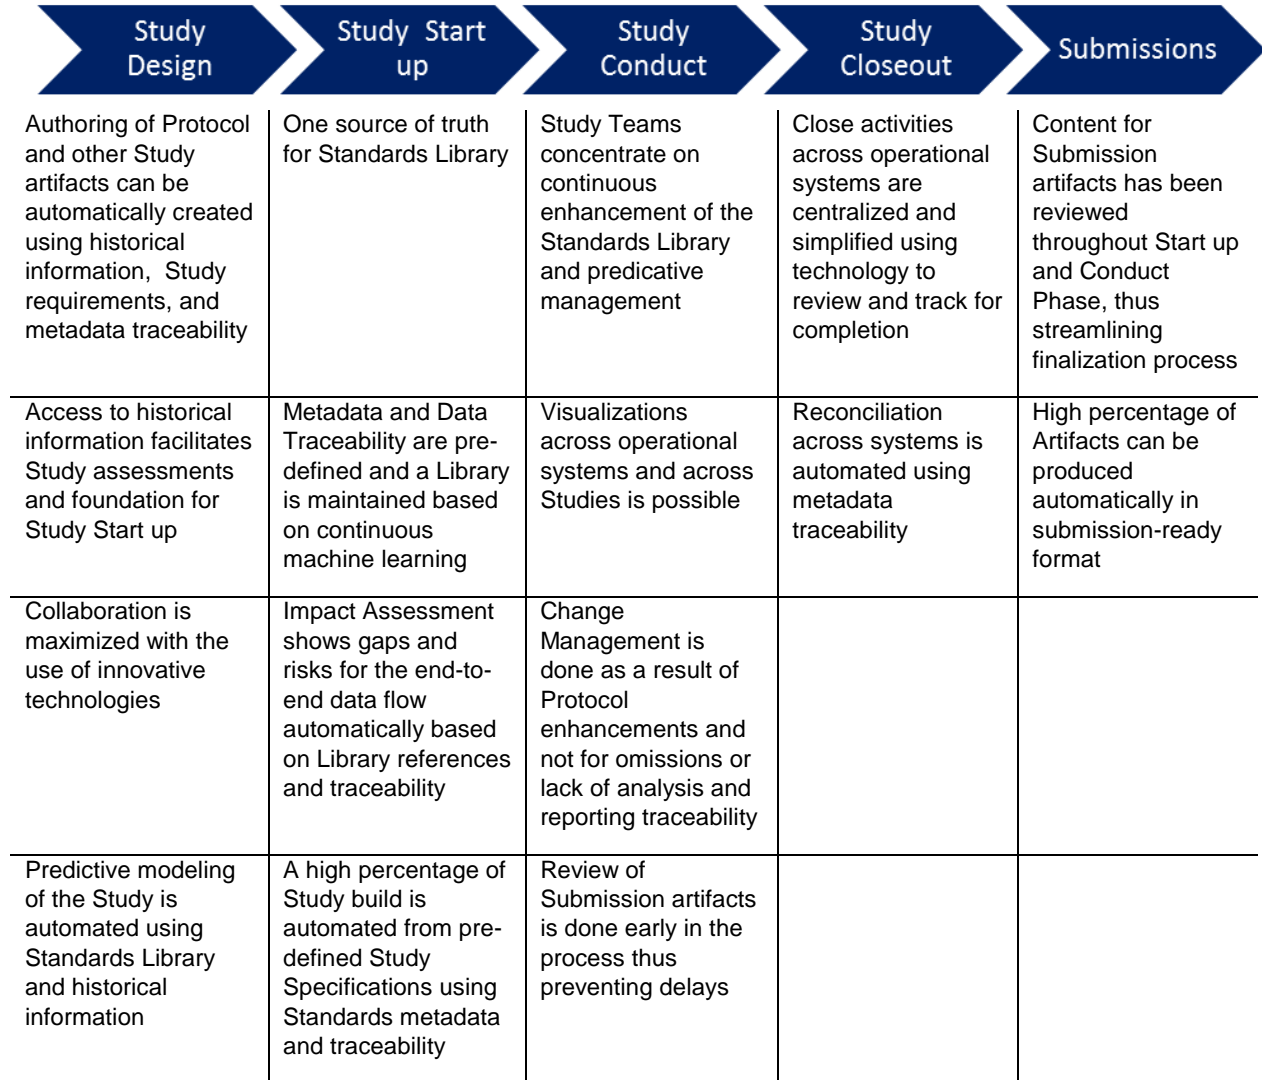 Study
Design
Study Start
up
Study
Conduct
Study
Closeout
Submissions
Authoring of Protocol
and other Study
artifacts can be
automatically created
using historical
information, Study
requirements, and
metadata traceability
One source of truth
for Standards Library
Study Teams
concentrate on
continuous
enhancement of the
Standards Library
and predicative
management
Close activities
across operational
systems are
centralized and
simplified using
technology to
review and track for
completion
Content for
Submission
artifacts has been
reviewed
throughout Start up
and Conduct
Phase, thus
streamlining
finalization process
Access to historical
information facilitates
Study assessments
and foundation for
Study Start up
Metadata and Data
Traceability are pre-
defined and a Library
is maintained based
on continuous
machine learning
Visualizations
across operational
systems and across
Studies is possible
Reconciliation
across systems is
automated using
metadata
traceability
High percentage of
Artifacts can be
produced
automatically in
submission-ready
format
Collaboration is
maximized with the
use of innovative
technologies
Impact Assessment
shows gaps and
risks for the end-to-
end data flow
automatically based
on Library references
and traceability
Change
Management is
done as a result of
Protocol
enhancements and
not for omissions or
lack of analysis and
reporting traceability
Predictive modeling
of the Study is
automated using
Standards Library
and historical
information
A high percentage of
Study build is
automated from pre-
defined Study
Specifications using
Standards metadata
and traceability
Review of
Submission artifacts
is done early in the
process thus
preventing delays